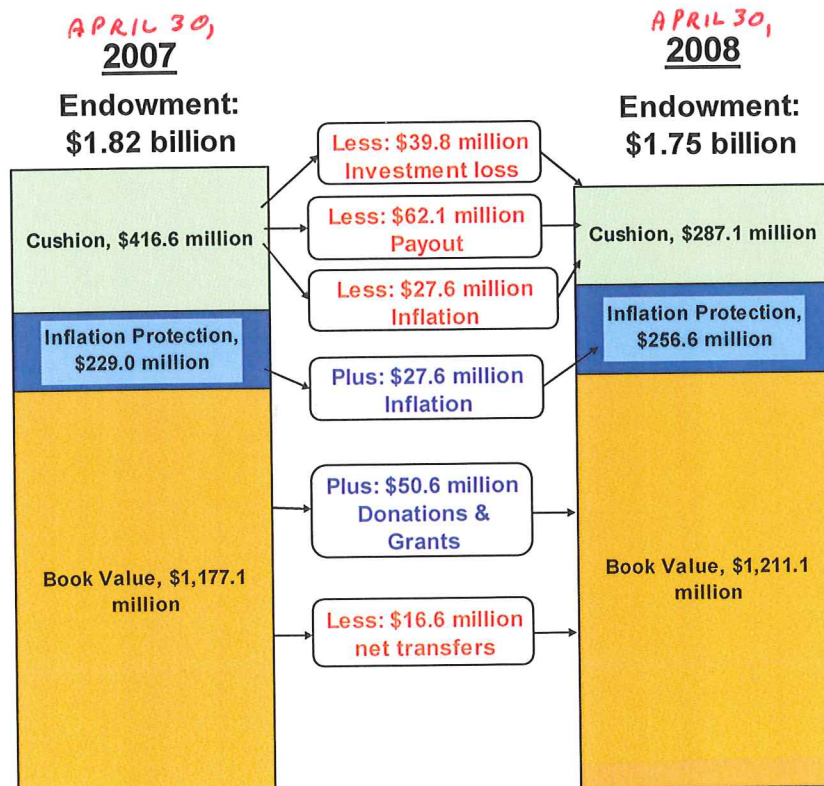 APRIL 30,
2007
Endowment:
$1.82 billion
Cushion, $416.6 million
Inflation Protection,
$229.0 million
Book Value, $1,177.1
million
Less: $39.8 million
Investment loss
Less: $62.1 million
Payout
Less: $27.6 million
Inflation
Plus: $27.6 million
Inflation
Plus: $50.6 million
Donations &
Grants
Less: $16.6 million
net transfers
APRIL 30,
2008
Endowment:
$1.75 billion
Cushion, $287.1 million
Inflation Protection,
$256.6 million
Book Value, $1,211.1
million